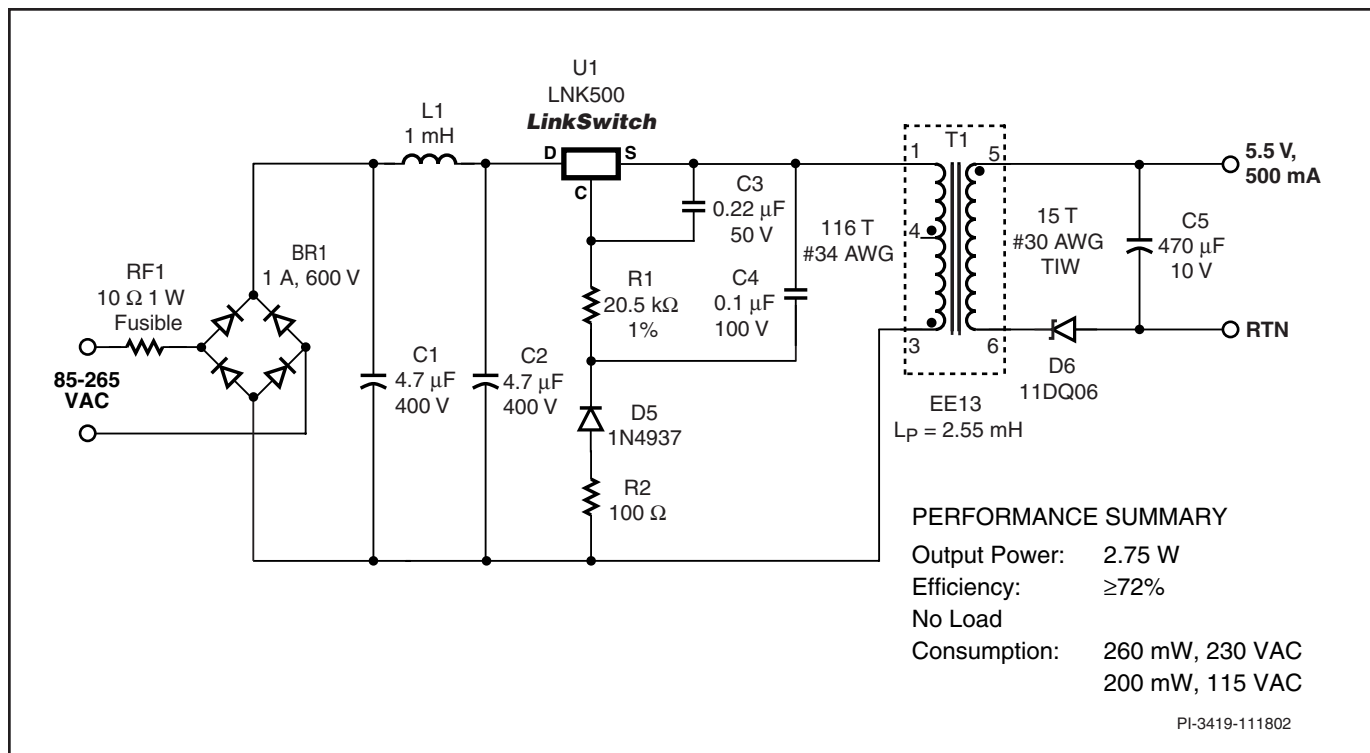 U1
LNK500
LinkSwitch
L1
1 mH
D
S
C
C3
0.22 µF
50 V
T1
1
5
4
3
6
5.5 V,
500 mA
116 T
#34 AWG
15 T
#30 AWG
TIW
C5
470 µF
10 V
BR1
1 A, 600 V
RF1
10 Ω 1 W
Fusible
R1
20.5 kΩ
1%
C4
0.1 µF
100 V
RTN
85-265
VAC
C1
4.7 µF
400 V
C2
4.7 µF
400 V
D5
1N4937
D6
11DQ06
EE13
LP = 2.55 mH
R2
100 Ω
PERFORMANCE SUMMARY
Output Power: 2.75 W
Efficiency: ≥72%
No Load
Consumption: 260 mW, 230 VAC
200 mW, 115 VAC
PI-3419-111802